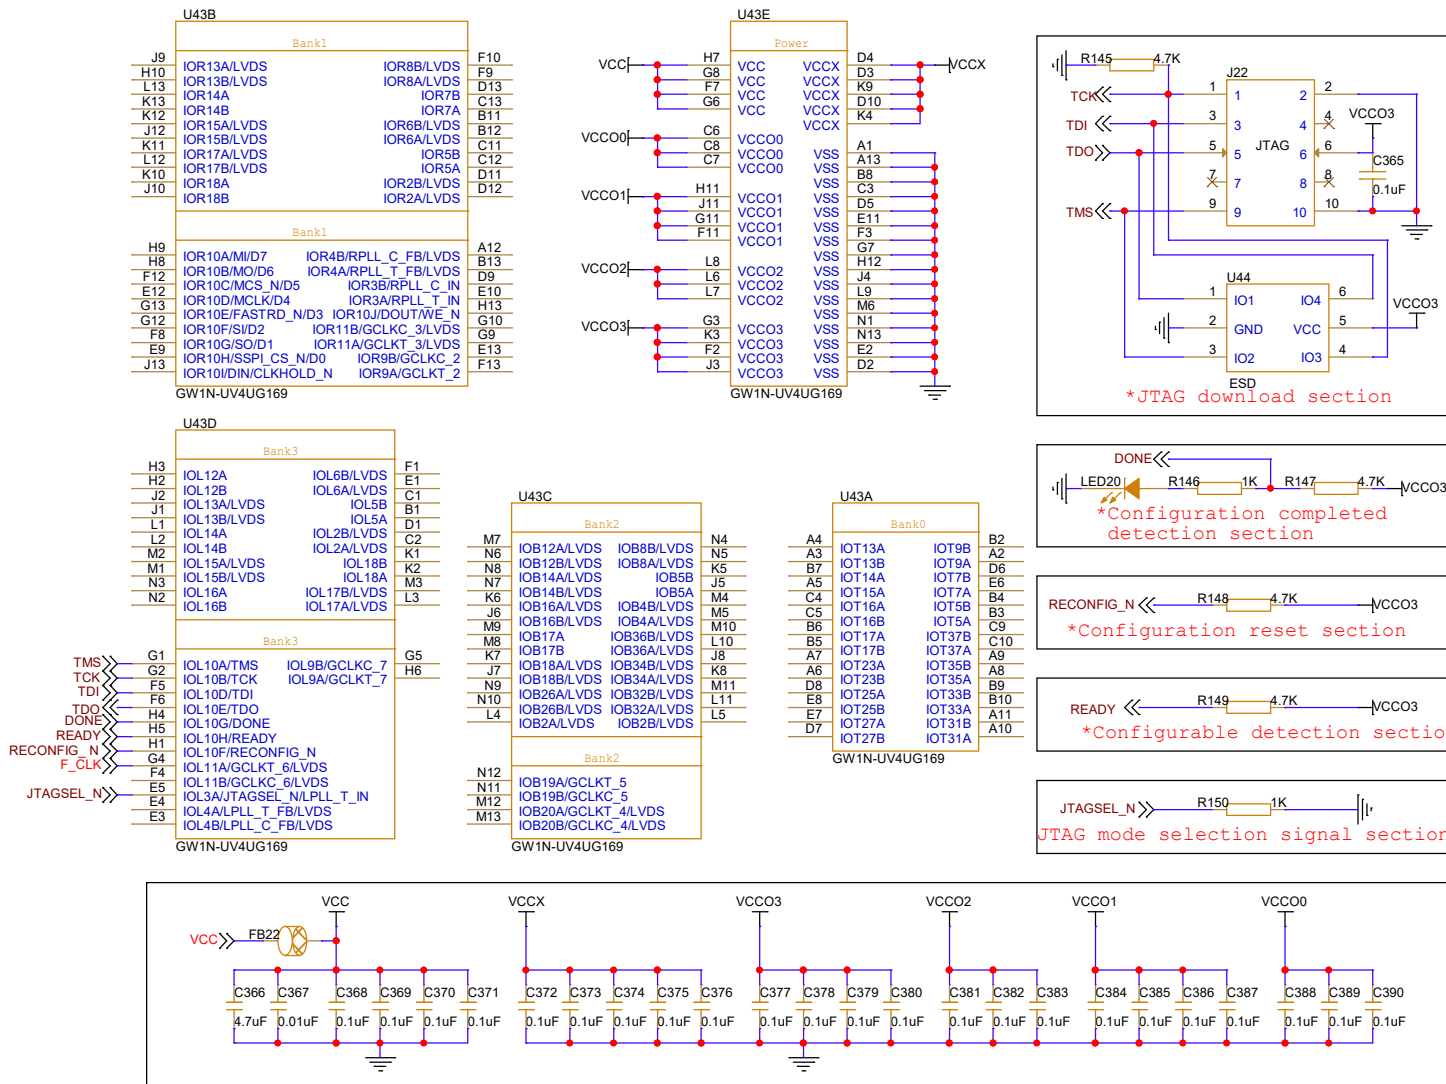 U43B
Bank1
J9 IOR13A/LVDS IOR8B/LVDS F10
H10 IOR13B/LVDS IOR8A/LVDS F9
L13 IOR14A IOR7B D13
K13 IOR14B IOR7A C13
K12 IOR15A/LVDS IOR6B/LVDS B11
J12 IOR15B/LVDS IOR6A/LVDS B12
K11 IOR17A/LVDS IOR5B C11
L12 IOR17B/LVDS IOR5A C12
K10 IOR18A IOR2B/LVDS D11
J10 IOR18B IOR2A/LVDS D12
Bank1
H9 IOR10A/MI/D7 IOR4B/RPLL_C_FB/LVDS A12
H8 IOR10B/MO/D6 IOR4A/RPLL_T_FB/LVDS B13
F12 IOR10C/MCS_N/D5 IOR3B/RPLL_C_IN D9
E12 IOR10D/MCLK/D4 IOR3A/RPLL_T_IN E10
G13 IOR10E/FASTRD_N/D3 IOR10J/DOUT/WE_N H13
G12 IOR10F/SI/D2 IOR11B/GCLKC_3/LVDS G10
F8 IOR10G/SO/D1 IOR11A/GCLKT_3/LVDS G9
E9 IOR10H/SSPI_CS_N/D0 IOR9B/GCLKC_2 E13
J13 IOR10I/DIN/CLKHOLD_N IOR9A/GCLKT_2 F13
GW1N-UV4UG169
U43E
Power
VCC H7 VCC VCCX D4 VCCX
G8 VCC VCCX D3
F7 VCC VCCX K9
G6 VCC VCCX D10
VCCX K4
VCCO0 C6 VCCO0
C8 VCCO0 VSS A1
C7 VCCO0 VSS A13
VSS B8
VCCO1 H11 VCCO1 VSS C3
J11 VCCO1 VSS D5
G11 VCCO1 VSS E11
F11 VCCO1 VSS F3
VSS G7
VCCO2 L8 VCCO2 VSS H12
L6 VCCO2 VSS J4
L7 VCCO2 VSS L9
VSS M6
VCCO3 G3 VCCO3 VSS N1
K3 VCCO3 VSS N13
F2 VCCO3 VSS E2
J3 VCCO3 VSS D2
GW1N-UV4UG169
R145 4.7K
J22
TCK 1 1 2 2
TDI 3 3 4 4 VCCO3
TDO 5 5 JTAG 6 6
C365
7 7 8 8 0.1uF
TMS 9 9 10 10
U44
1 IO1 IO4 6
2 GND VCC 5 VCCO3
3 IO2 IO3 4
ESD
*JTAG download section
U43D
Bank3
H3 IOL12A IOL6B/LVDS F1
H2 IOL12B IOL6A/LVDS E1
J2 IOL13A/LVDS IOL5B C1
J1 IOL13B/LVDS IOL5A B1
L1 IOL14A IOL2B/LVDS D1
L2 IOL14B IOL2A/LVDS C2
M2 IOL15A/LVDS IOL18B K1
M1 IOL15B/LVDS IOL18A K2
N3 IOL16A IOL17B/LVDS M3
N2 IOL16B IOL17A/LVDS L3
Bank3
TMS G1 IOL10A/TMS IOL9B/GCLKC_7 G5
TCK G2 IOL10B/TCK IOL9A/GCLKT_7 H6
TDI F5 IOL10D/TDI
TDO F6 IOL10E/TDO
DONE H4 IOL10G/DONE
READY H5 IOL10H/READY
RECONFIG_N H1 IOL10F/RECONFIG_N
F_CLK G4 IOL11A/GCLKT_6/LVDS
F4 IOL11B/GCLKC_6/LVDS
JTAGSEL_N E5 IOL3A/JTAGSEL_N/LPLL_T_IN
E4 IOL4A/LPLL_T_FB/LVDS
E3 IOL4B/LPLL_C_FB/LVDS
GW1N-UV4UG169
U43C
Bank2
M7 IOB12A/LVDS IOB8B/LVDS N4
N6 IOB12B/LVDS IOB8A/LVDS N5
N8 IOB14A/LVDS IOB5B K5
N7 IOB14B/LVDS IOB5A J5
K6 IOB16A/LVDS IOB4B/LVDS M4
J6 IOB16B/LVDS IOB4A/LVDS M5
M9 IOB17A IOB36B/LVDS M10
M8 IOB17B IOB36A/LVDS L10
K7 IOB18A/LVDS IOB34B/LVDS J8
J7 IOB18B/LVDS IOB34A/LVDS K8
N9 IOB26A/LVDS IOB32B/LVDS M11
N10 IOB26B/LVDS IOB32A/LVDS L11
L4 IOB2A/LVDS IOB2B/LVDS L5
Bank2
N12 IOB19A/GCLKT_5
N11 IOB19B/GCLKC_5
M12 IOB20A/GCLKT_4/LVDS
M13 IOB20B/GCLKC_4/LVDS
GW1N-UV4UG169
U43A
Bank0
A4 IOT13A IOT9B B2
A3 IOT13B IOT9A A2
B7 IOT14A IOT7B D6
A5 IOT15A IOT7A E6
C4 IOT16A IOT5B B4
C5 IOT16B IOT5A B3
B6 IOT17A IOT37B C9
B5 IOT17B IOT37A C10
A7 IOT23A IOT35B A9
A6 IOT23B IOT35A A8
D8 IOT25A IOT33B B9
E8 IOT25B IOT33A B10
E7 IOT27A IOT31B A11
D7 IOT27B IOT31A A10
GW1N-UV4UG169
DONE
LED20 R146 1K R147 4.7K VCCO3
*Configuration completed
detection section
RECONFIG_N R148 4.7K VCCO3
*Configuration reset section
READY R149 4.7K VCCO3
*Configurable detection sectio
JTAGSEL_N R150 1K
JTAG mode selection signal section
VCC VCCX VCCO3 VCCO2 VCCO1 VCCO0
VCC FB22
C366 C367 C368 C369 C370 C371 C372 C373 C374 C375 C376 C377 C378 C379 C380 C381 C382 C383 C384 C385 C386 C387 C388 C389 C390
4.7uF 0.01uF 0.1uF 0.1uF 0.1uF 0.1uF 0.1uF 0.1uF 0.1uF 0.1uF 0.1uF 0.1uF 0.1uF 0.1uF 0.1uF 0.1uF 0.1uF 0.1uF 0.1uF 0.1uF 0.1uF 0.1uF 0.1uF 0.1uF 0.1uF